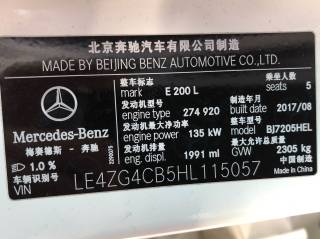 北京奔驰汽车有限公司制造
MADE BY BEIJING BENZ AUTOMOTIVE CO.,LTD.
整车标志
mark E 200 L
乘坐人数
seats 5
发动机型号
engine type 274 920
制造年月
built 2017/08
Mercedes-Benz
梅赛德斯－奔驰
发动机最大净功率
engine power 135 kW
整车型号
model BJ7205HEL
发动机排量
eng. displ. 1991 ml
最大允许总质量
GVW 2305 kg
1.0 %
中国制造
车辆识别号
VIN LE4ZG4CB5HL115057